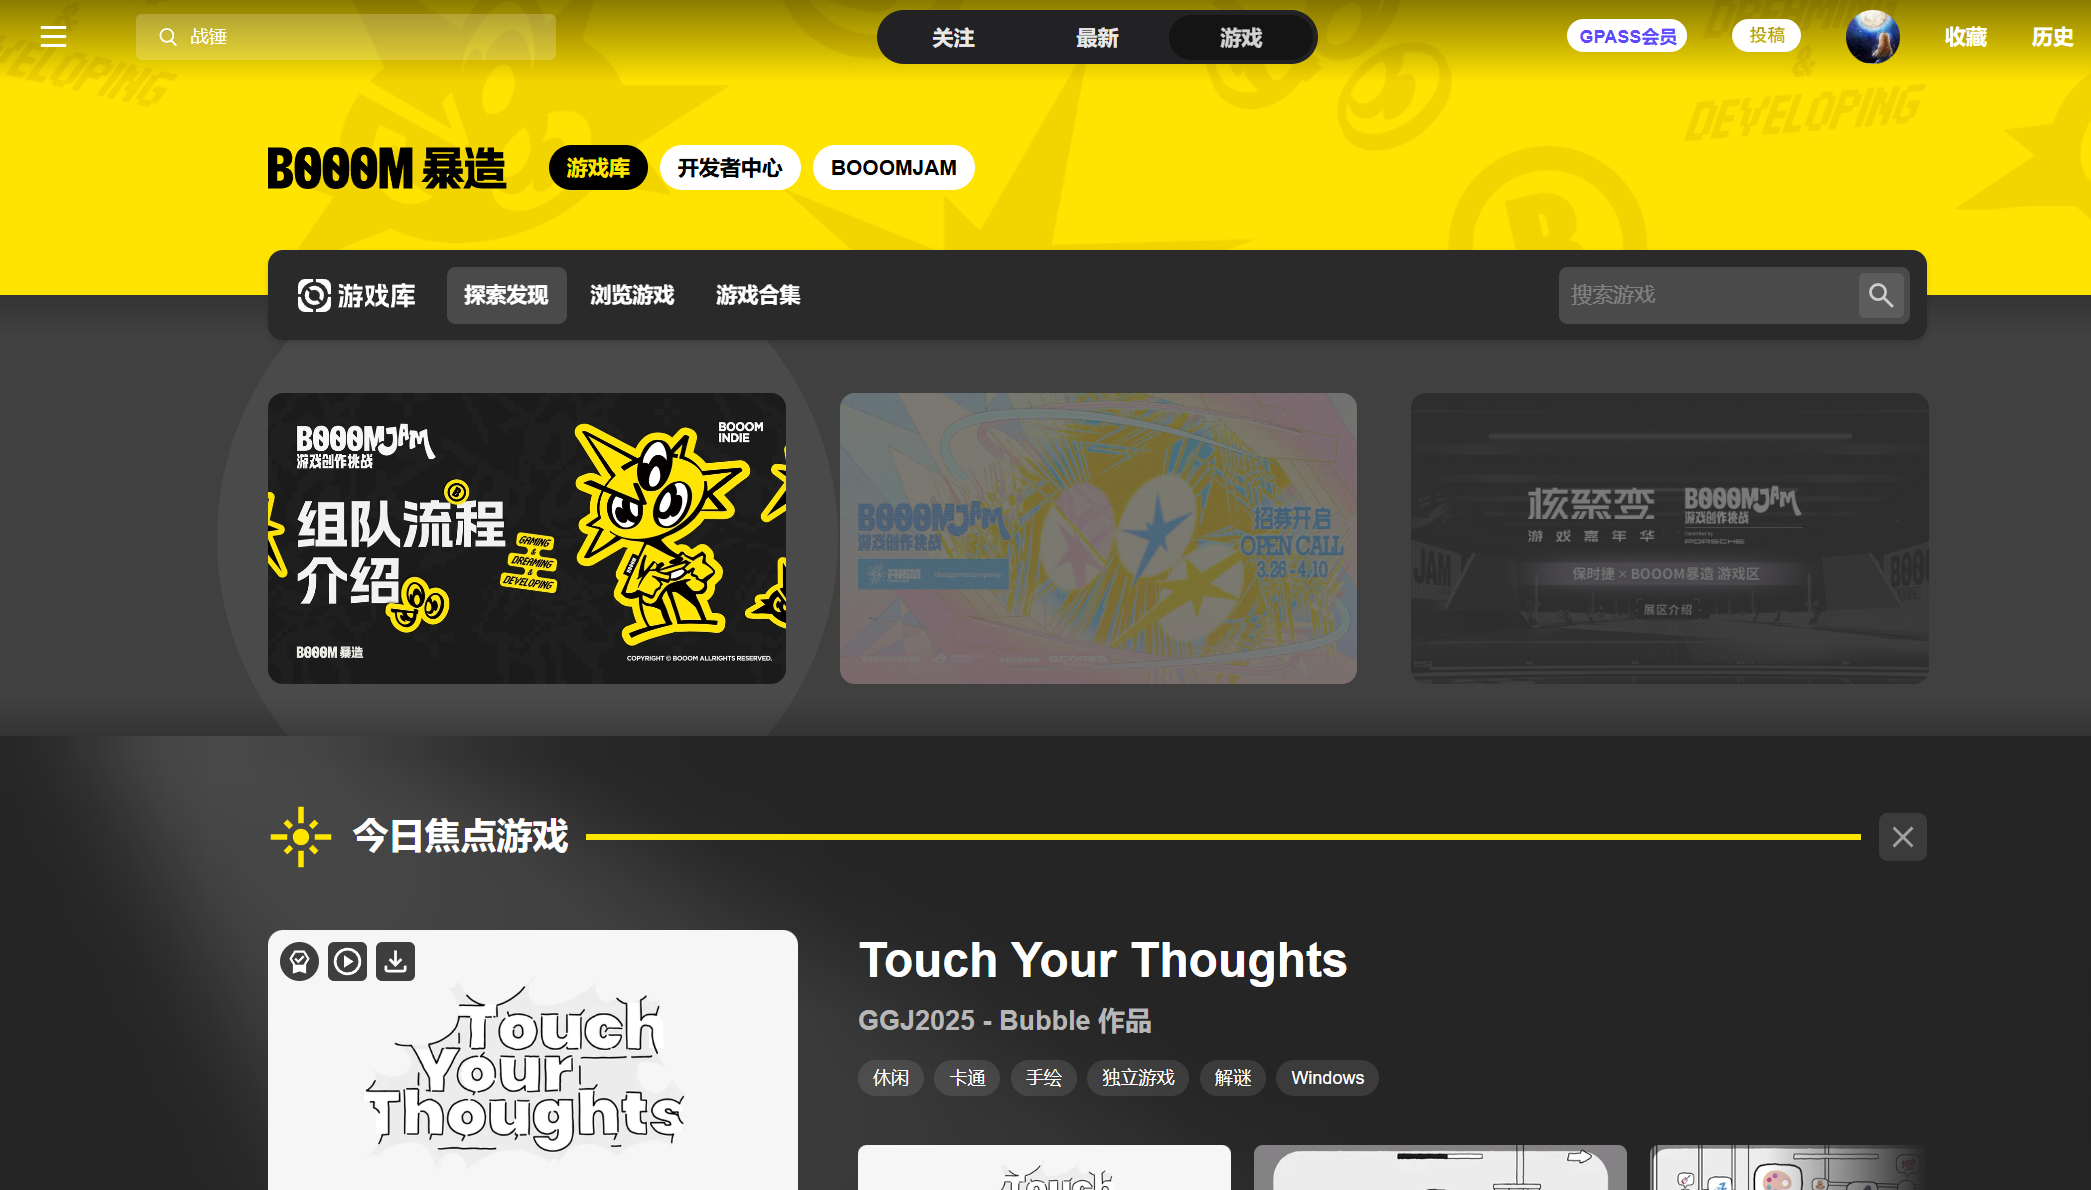 战锤
关注
最新
游戏
GPASS会员
投稿
收藏
历史
DEVELOPING
DEVELOPING
BOOOM 暴造
游戏库
开发者中心
BOOOMJAM
游戏库
探索发现
浏览游戏
游戏合集
搜索游戏
BOOOMJAM
游戏创作挑战
BOOOM
INDIE
组队流程
介绍
GAMING
&
DREAMING
&
DEVELOPING
BOOOM 暴造
COPYRIGHT © BOOOM ALLRIGHTS RESERVED.
BOOOMJAM
游戏创作挑战
招募开启
OPEN CALL
3.26 - 4.10
核聚变
游戏嘉年华
BOOOMJAM
游戏创作挑战
PORSCHE
保时捷 × BOOOM暴造 游戏区
展区介绍
JAM
今日焦点游戏
Touch
Your
Thoughts
Touch Your Thoughts
GGJ2025 - Bubble 作品
休闲
卡通
手绘
独立游戏
解谜
Windows